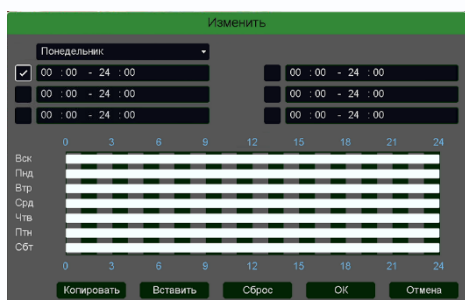 Изменить
Понедельник
00 : 00 - 24 : 00 00 : 00 - 24 : 00
00 : 00 - 24 : 00 00 : 00 - 24 : 00
00 : 00 - 24 : 00 00 : 00 - 24 : 00
0 3 6 9 12 15 18 21 24
Вск
Пнд
Втр
Срд
Чтв
Птн
Сбт
0 3 6 9 12 15 18 21 24
Копировать Вставить Сброс OK Отмена